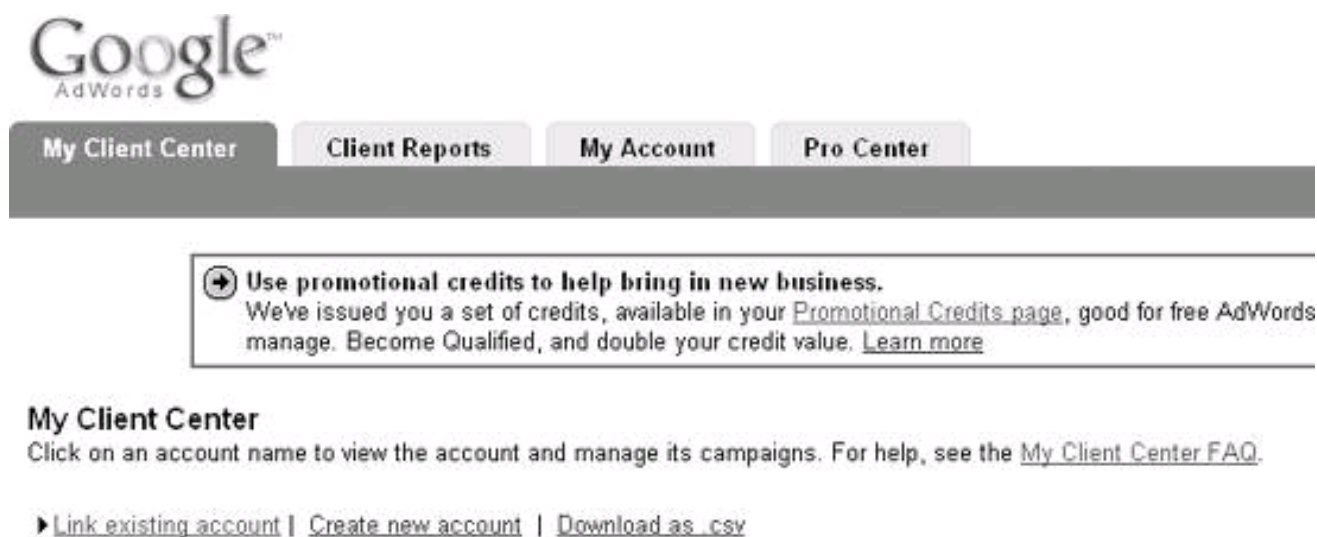 Google™
AdWords
My Client Center Client Reports My Account Pro Center
Use promotional credits to help bring in new business.
We've issued you a set of credits, available in your Promotional Credits page, good for free AdWords
manage. Become Qualified, and double your credit value. Learn more
My Client Center
Click on an account name to view the account and manage its campaigns. For help, see the My Client Center FAQ.
Link existing account | Create new account | Download as .csv